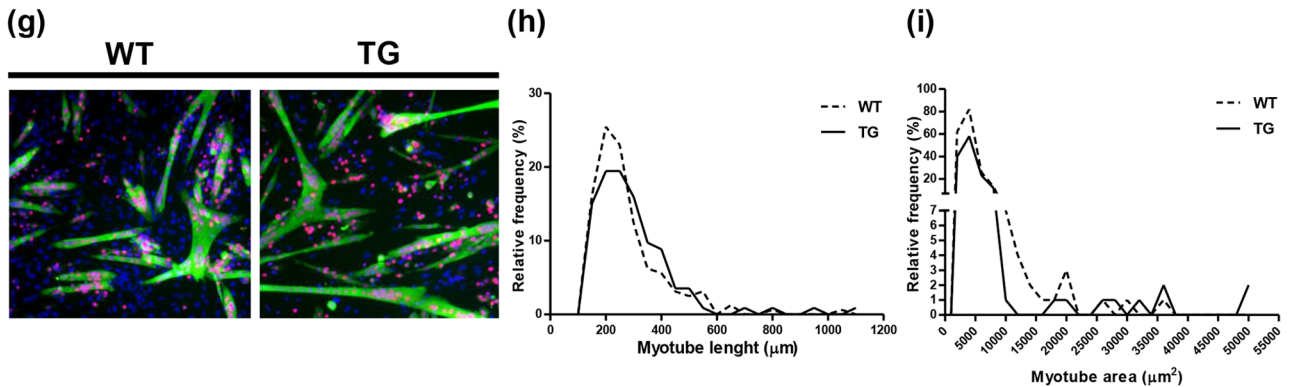 (g)
WT
TG
(h)
Relative frequency (%)
30
20
10
0
0 200 400 600 800 1000 1200
Myotube lenght (μm)
WT
TG
(i)
Relative frequency (%)
100
80
60
40
20
7
6
5
4
3
2
1
0
0 5000 10000 15000 20000 25000 30000 35000 40000 45000 50000 55000
Myotube area (μm²)
WT
TG